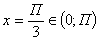 x = П/3 ∈ (0; П)